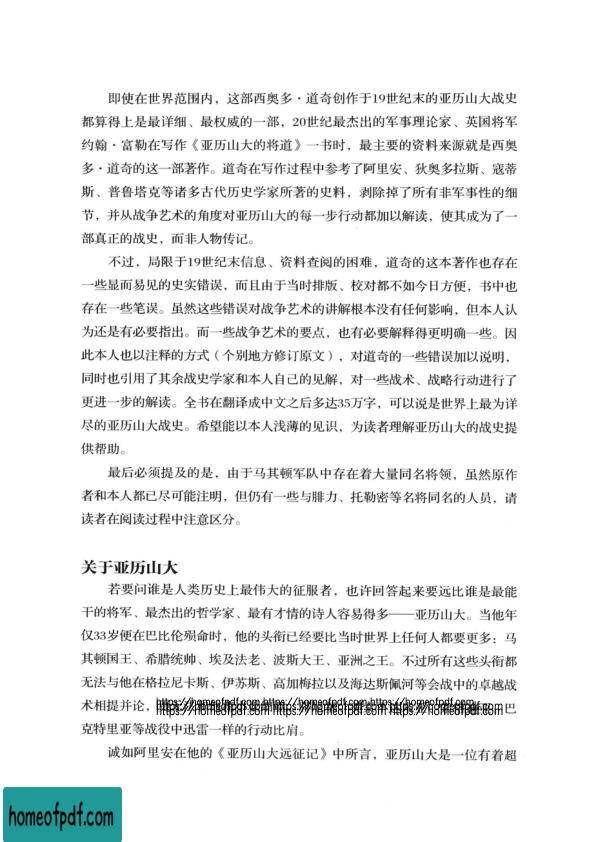 即使在世界范围内，这部西奥多·道奇创作于19世纪末的亚历山大战史
都算得上是最详细、最权威的一部，20世纪最杰出的军事理论家、英国将军
约翰·富勒在写作《亚历山大的将道》一书时，最主要的资料来源就是西奥
多·道奇的这一部著作。道奇在写作过程中参考了阿里安、狄奥多拉斯、寇蒂
斯、普鲁塔克等诸多古代历史学家所著的史料，剥除掉了所有非军事性的细
节，并从战争艺术的角度对亚历山大的每一步行动都加以解读，使其成为了一
部真正的战史，而非人物传记。
不过，局限于19世纪末信息、资料查阅的困难，道奇的这本著作也存在
一些显而易见的史实错误，而且由于当时排版、校对都不如今日方便，书中也
存在一些笔误。虽然这些错误对战争艺术的讲解根本没有任何影响，但本人认
为还是有必要指出。而一些战争艺术的要点，也有必要解释得更明确一些。因
此本人也以注释的方式（个别地方修订原文），对道奇的一些错误加以说明，
同时也引用了其余战史学家和本人自己的见解，对一些战术、战略行动进行了
更进一步的解读。全书在翻译成中文之后多达35万字，可以说是世界上最为详
尽的亚历山大战史。希望能以本人浅薄的见识，为读者理解亚历山大的战史提
供帮助。
最后必须提及的是，由于马其顿军队中存在着大量同名将领，虽然原作
者和本人都已尽可能注明，但仍有一些与腓力、托勒密等名将同名的人员，请
读者在阅读过程中注意区分。
关于亚历山大
若要问谁是人类历史上最伟大的征服者，也许回答起来要远比谁是最能
干的将军、最杰出的哲学家、最有才情的诗人容易得多——亚历山大。当他年
仅33岁便在巴比伦殒命时，他的头衔已经要比当时世界上任何人都要更多：马
其顿国王、希腊统帅、埃及法老、波斯大王、亚洲之王。不过所有这些头衔都
无法与他在格拉尼卡斯、伊苏斯、高加梅拉以及海达斯佩河等会战中的卓越战
术相提并论，
https://homeofpdf.com https://homeofpdf.com https://homeofpdf.com
巴
克特里亚等战役中迅雷一样的行动比肩。
诚如阿里安在他的《亚历山大远征记》中所言，亚历山大是一位有着超
homeofpdf.com